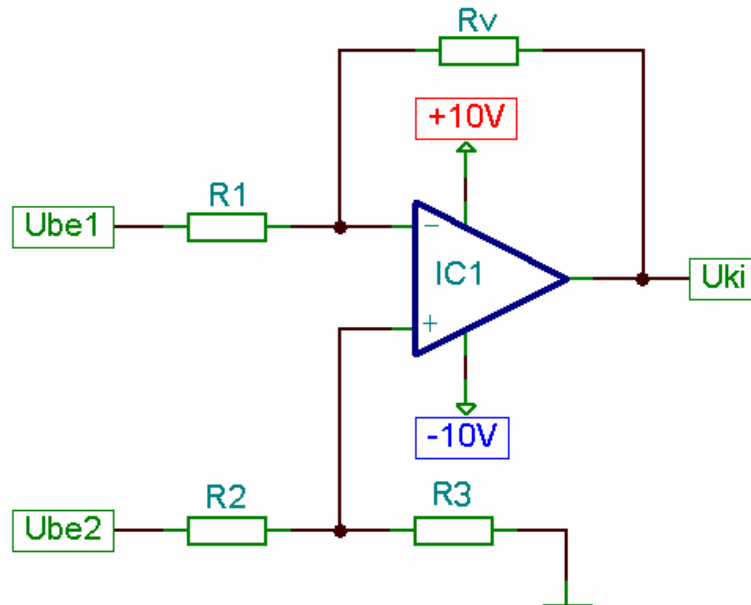 Rv
+10V
R1
Ube1
−
IC1
Uki
+
-10V
R2
R3
Ube2